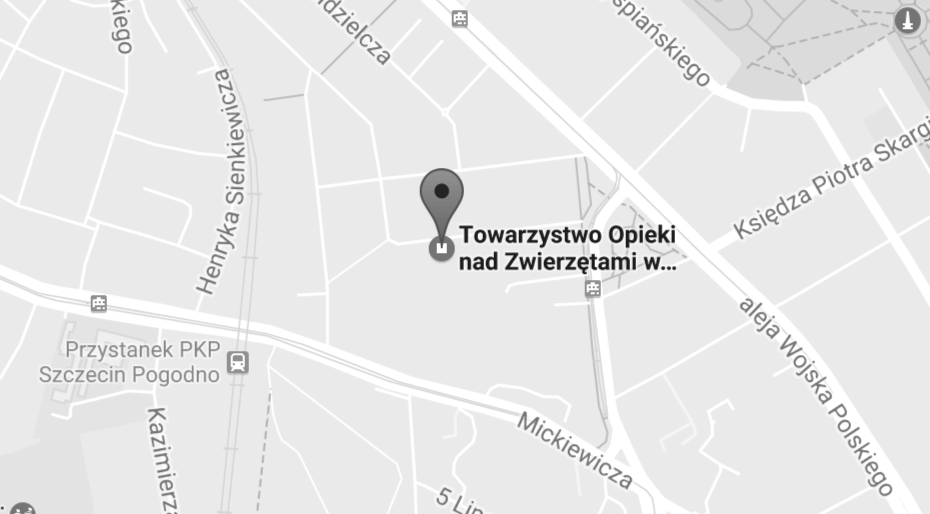 kiego
dzielcza
spiańskiego
Henryka Sienkiewicza
Księdza Piotra Skargi
Towarzystwo Opieki
nad Zwierzętami w...
aleja Wojska Polskiego
Przystanek PKP
Szczecin Pogodno
Kazimierza
Mickiewicza
5 Lip